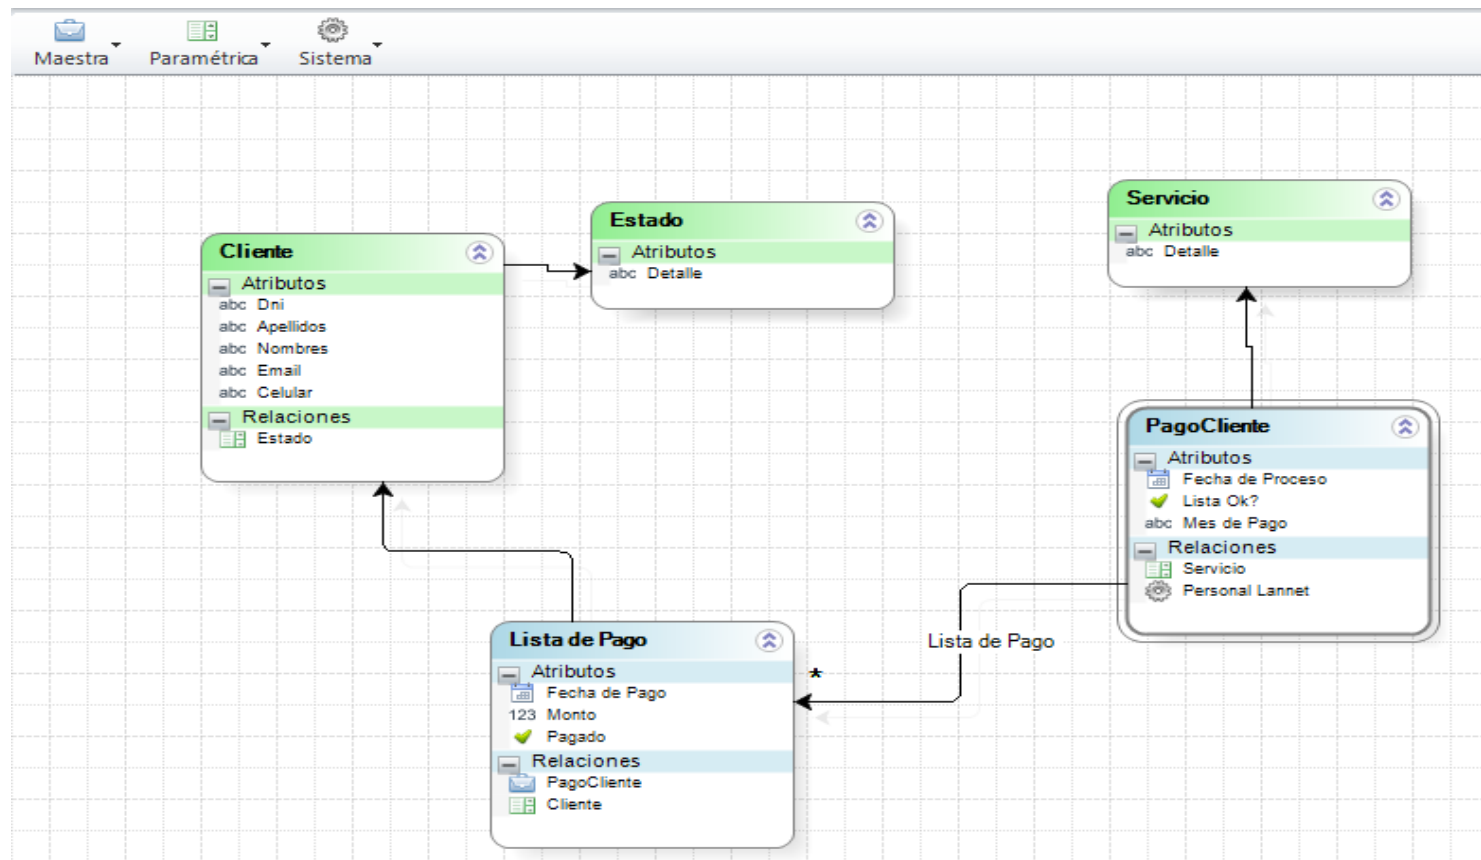 Maestra
Paramétrica
Sistema
Cliente
Atributos
abc Dni
abc Apellidos
abc Nombres
abc Email
abc Celular
Relaciones
Estado
Estado
Atributos
abc Detalle
Servicio
Atributos
abc Detalle
PagoCliente
Atributos
Fecha de Proceso
Lista Ok?
abc Mes de Pago
Relaciones
Servicio
Personal Lannet
Lista de Pago
*
Lista de Pago
Atributos
Fecha de Pago
123 Monto
Pagado
Relaciones
PagoCliente
Cliente